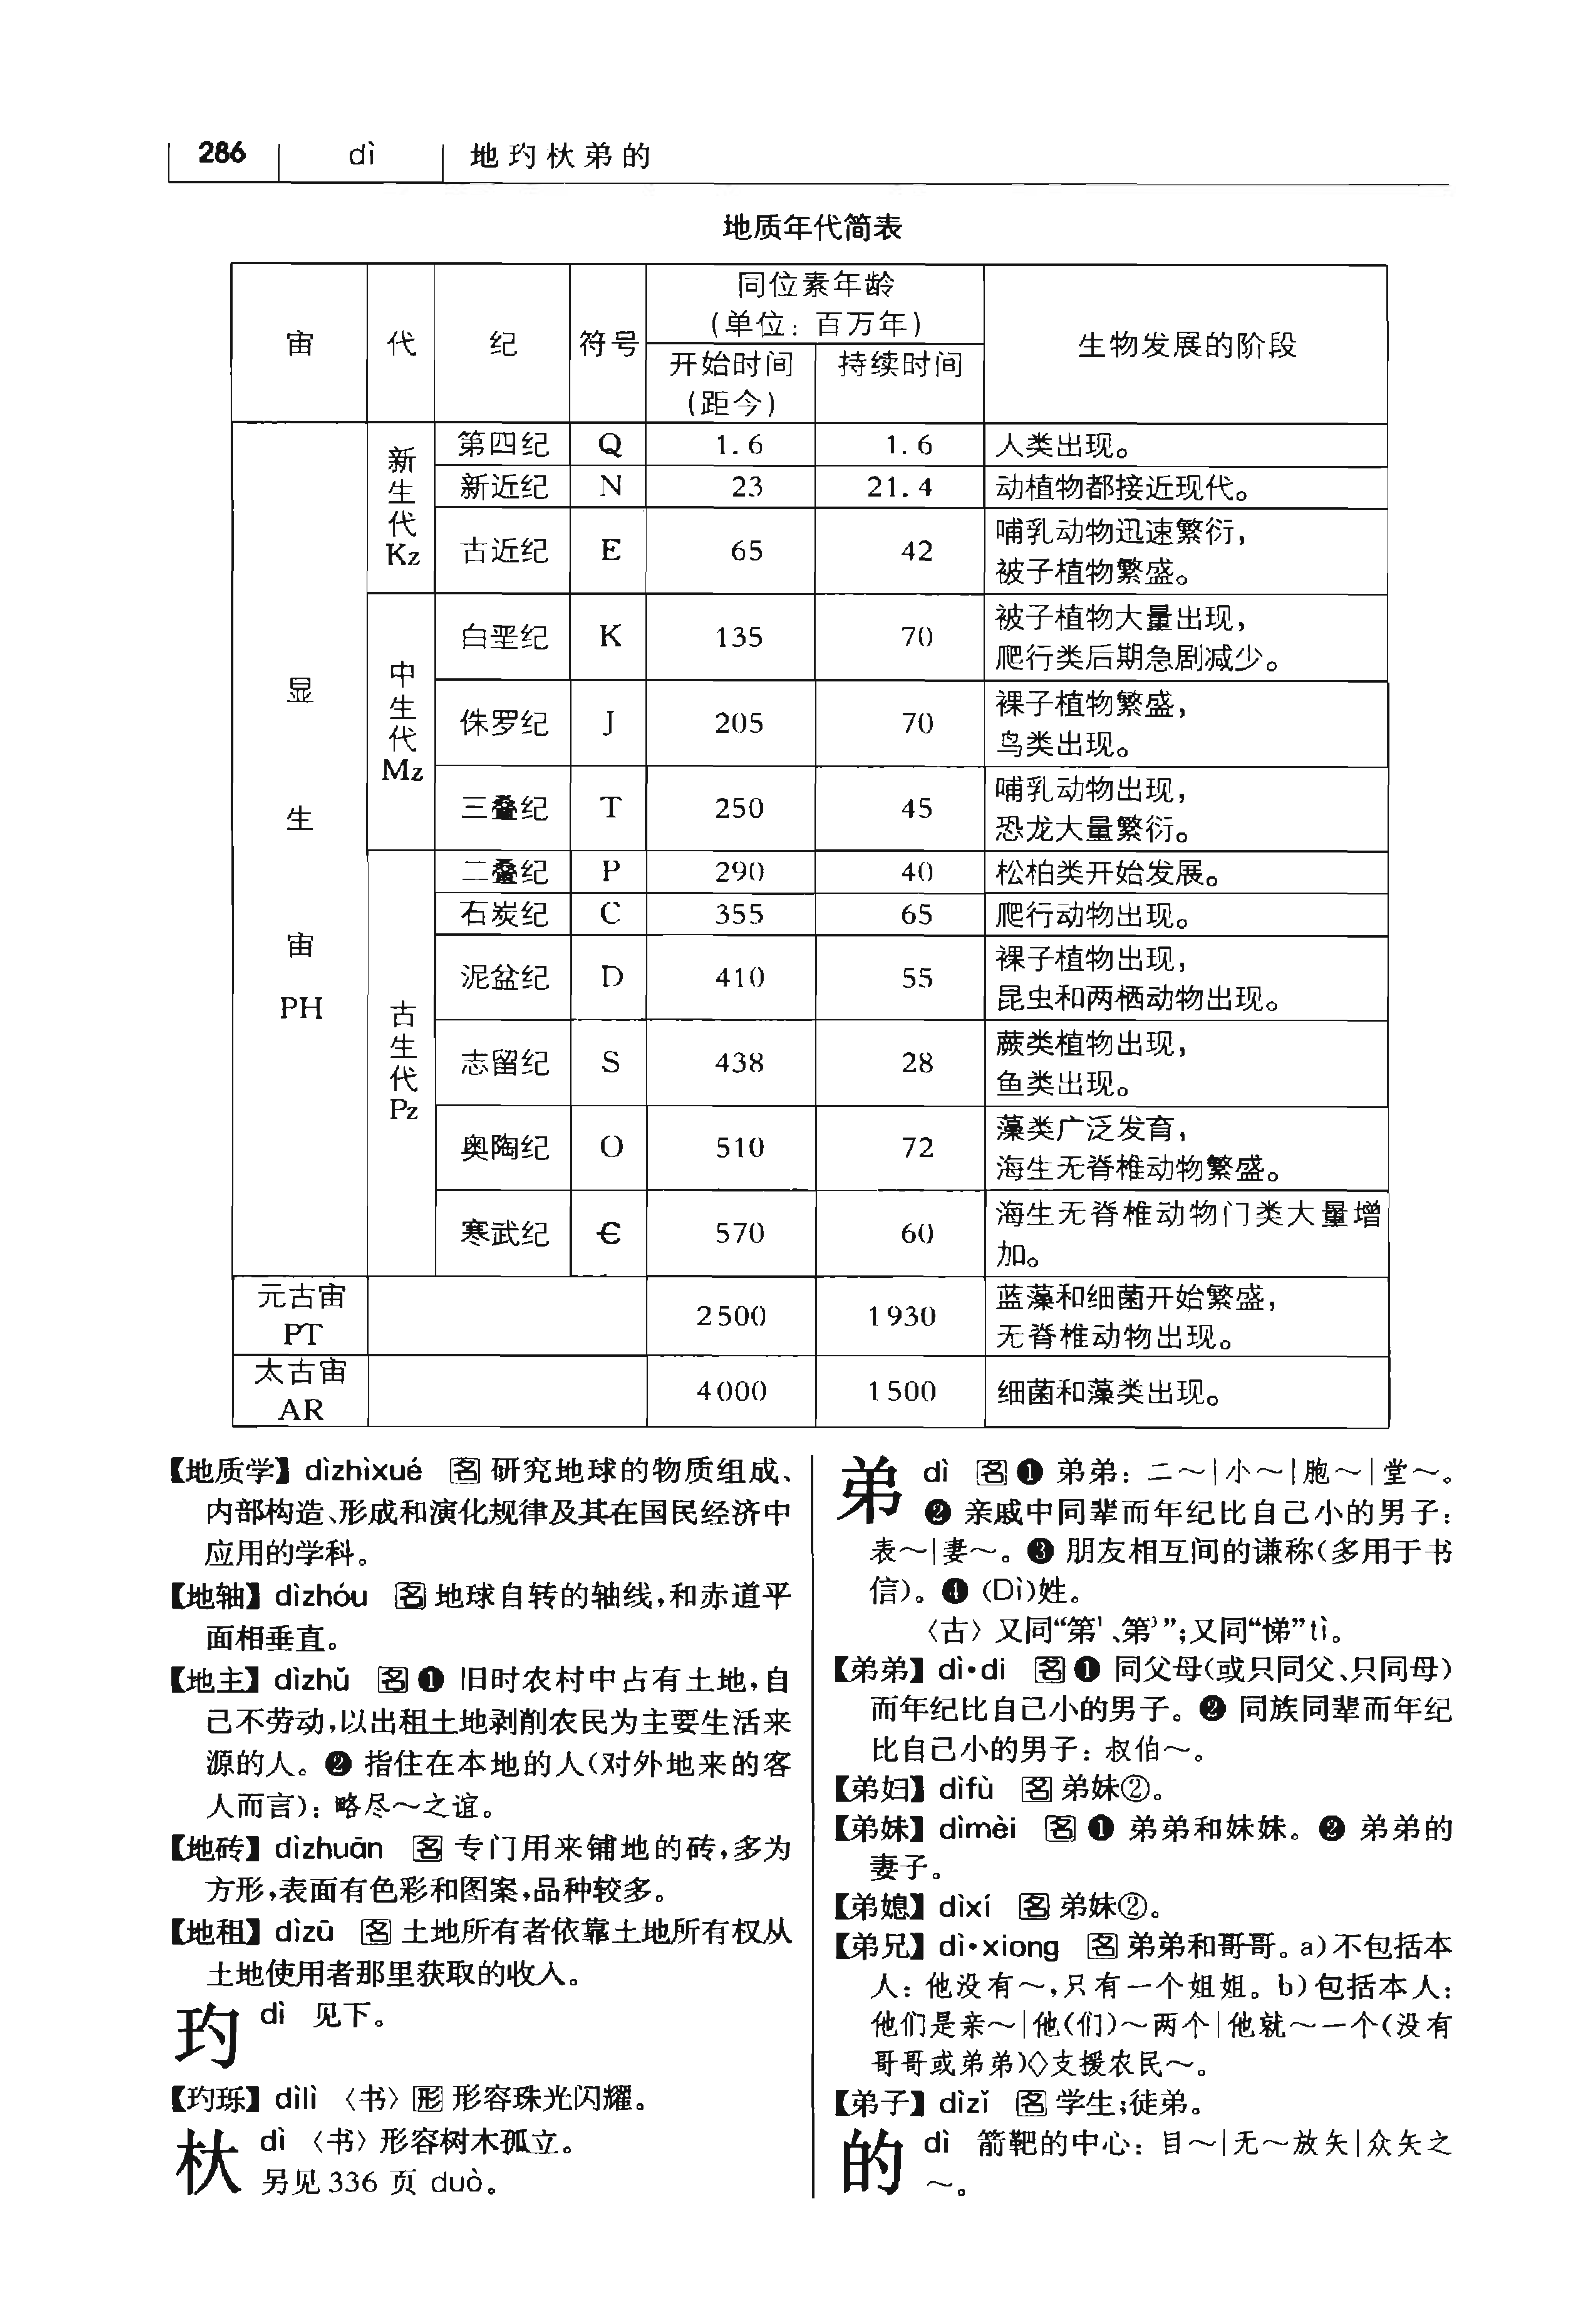 286 dì 地玓杕弟的
地质年代简表
宙 代 纪 符号 同位素年龄 生物发展的阶段
(单位：百万年)
开始时间 持续时间
(距今)
显生宙PH
新生代Kz
第四纪 Q 1.6 1.6 人类出现。
新近纪 N 23 21.4 动植物都接近现代。
古近纪 E 65 42 哺乳动物迅速繁衍，
被子植物繁盛。
中生代Mz
白垩纪 K 135 70 被子植物大量出现，
爬行类后期急剧减少。
侏罗纪 J 205 70 裸子植物繁盛，
鸟类出现。
三叠纪 T 250 45 哺乳动物出现，
恐龙大量繁衍。
古生代Pz
二叠纪 P 290 40 松柏类开始发展。
石炭纪 C 355 65 爬行动物出现。
泥盆纪 D 410 55 裸子植物出现，
昆虫和两栖动物出现。
志留纪 S 438 28 蕨类植物出现，
鱼类出现。
奥陶纪 O 510 72 藻类广泛发育，
海生无脊椎动物繁盛。
寒武纪 Є 570 60 海生无脊椎动物门类大量增
加。
元古宙 PT 2500 1930 蓝藻和细菌开始繁盛，
无脊椎动物出现。
太古宙 AR 4000 1500 细菌和藻类出现。
【地质学】dìzhìxué 名 研究地球的物质组成、
内部构造、形成和演化规律及其在国民经济中
应用的学科。
【地轴】dìzhóu 名 地球自转的轴线，和赤道平
面相垂直。
【地主】dìzhǔ 名 ❶ 旧时农村中占有土地，自
己不劳动，以出租土地剥削农民为主要生活来
源的人。❷ 指住在本地的人（对外地来的客
人而言）：略尽～之谊。
【地砖】dìzhuān 名 专门用来铺地的砖，多为
方形，表面有色彩和图案，品种较多。
【地租】dìzū 名 土地所有者依靠土地所有权从
土地使用者那里获取的收入。
玓 dì 见下。
【玓瓅】dìlì〈书〉形 形容珠光闪耀。
杕 dì〈书〉形容树木孤立。
另见 336 页 duò。
弟 dì 名 ❶ 弟弟：二～|小～|胞～|堂～。
❷ 亲戚中同辈而年纪比自己小的男子：
表～|妻～。❸ 朋友相互间的谦称（多用于书
信）。❹ (Dì)姓。
〈古〉又同“第¹、第³”；又同“悌”tì。
【弟弟】dì·di 名 ❶ 同父母（或只同父、只同母）
而年纪比自己小的男子。❷ 同族同辈而年纪
比自己小的男子：叔伯～。
【弟妇】dìfù 名 弟妹②。
【弟妹】dìmèi 名 ❶ 弟弟和妹妹。❷ 弟弟的
妻子。
【弟媳】dìxí 名 弟妹②。
【弟兄】dì·xiong 名 弟弟和哥哥。a)不包括本
人：他没有～，只有一个姐姐。b)包括本人：
他们是亲～|他(们)～两个|他就～一个(没有
哥哥或弟弟)◇支援农民～。
【弟子】dìzǐ 名 学生；徒弟。
的 dì 箭靶的中心：目～|无～放矢|众矢之
～。